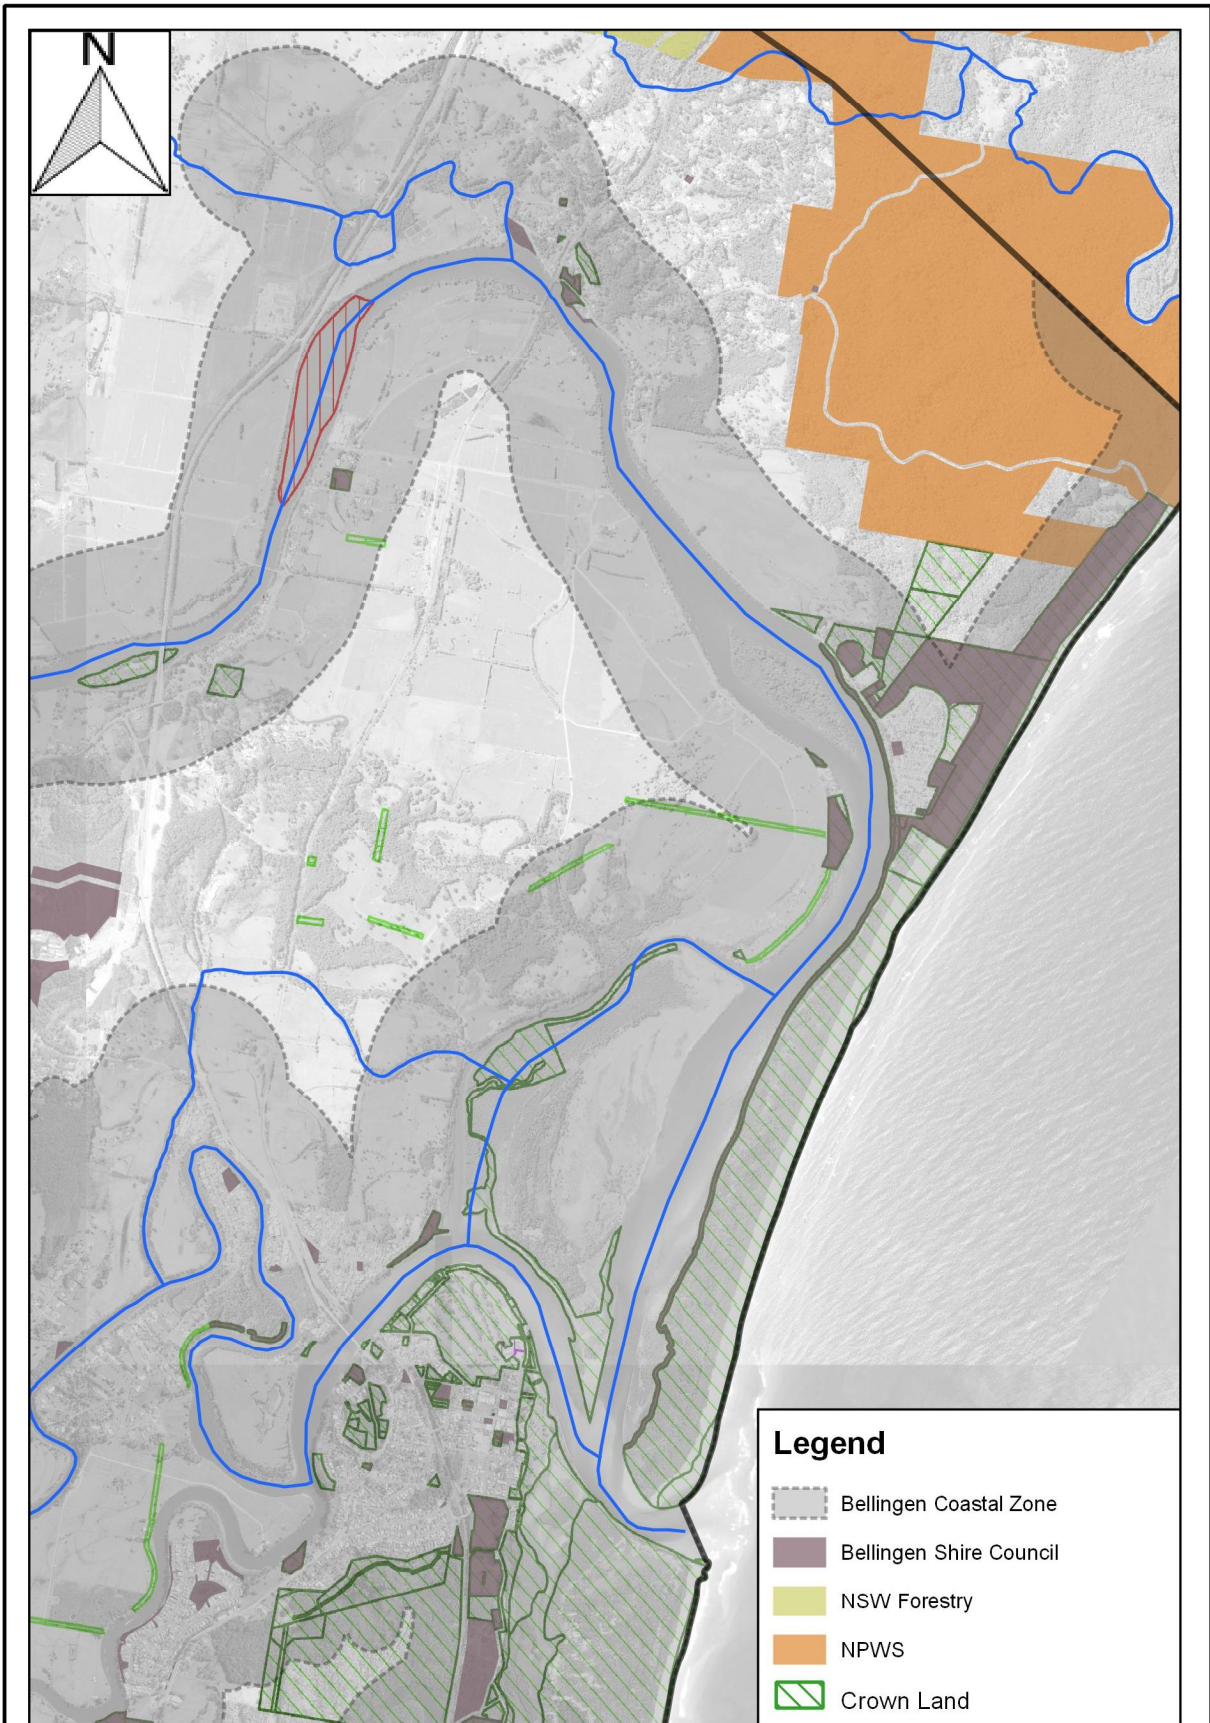 N
Legend
Bellingen Coastal Zone
Bellingen Shire Council
NSW Forestry
NPWS
Crown Land